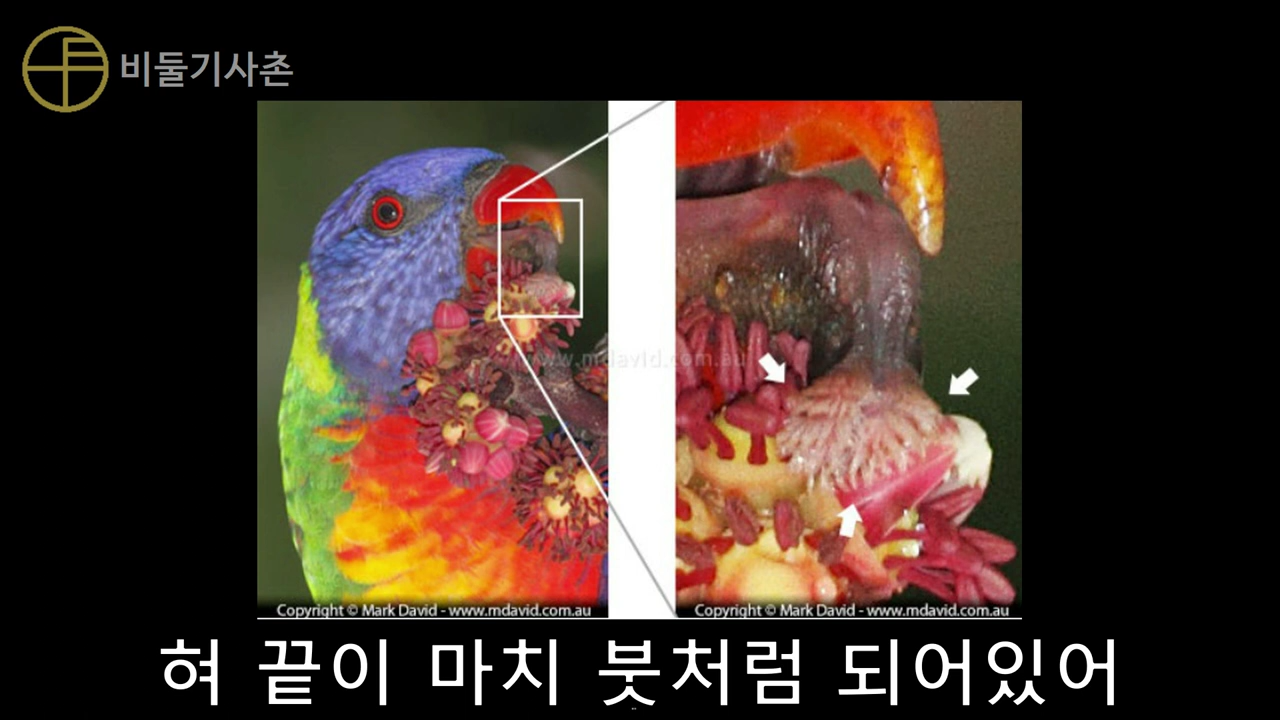 비둘기사촌
www.mdavid.com.au
Copyright © Mark David - www.mdavid.com.au
Copyright © Mark David - www.mdavid.com.au
혀 끝이 마치 붓처럼 되어있어